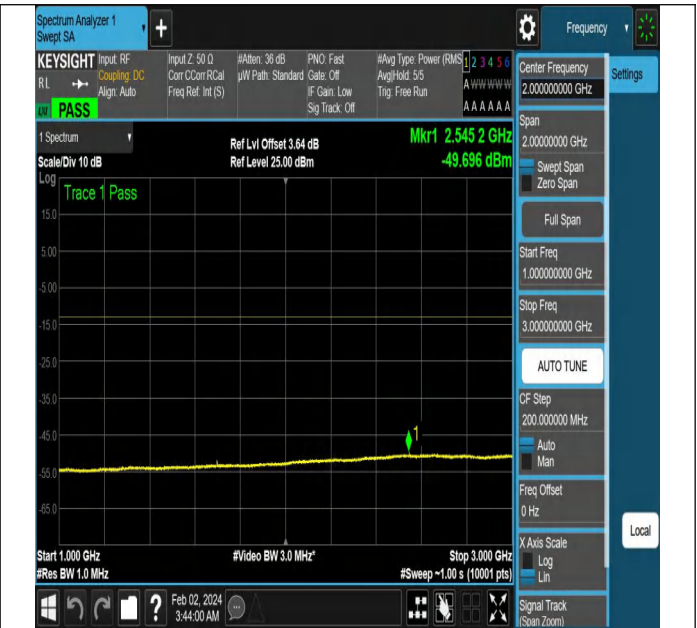 Spectrum Analyzer 1
Swept SA
+
Frequency
KEYSIGHT
RL
Input: RF
Coupling: DC
Align: Auto
Input Z: 50 Ω
Corr CCorr RCal
Freq Ref: Int (S)
#Atten: 36 dB
µW Path: Standard
PNO: Fast
Gate: Off
IF Gain: Low
Sig Track: Off
#Avg Type: Power (RMS
Avg|Hold: 5/5
Trig: Free Run
1 2 3 4 5 6
A W W W W W
A A A A A A
PASS
1 Spectrum
Scale/Div 10 dB
Ref Lvl Offset 3.64 dB
Ref Level 25.00 dBm
Mkr1 2.545 2 GHz
-49.696 dBm
Log
Trace 1 Pass
15.0
5.00
-5.00
-15.0
-25.0
-35.0
-45.0
-55.0
-65.0
1
Start 1.000 GHz
#Res BW 1.0 MHz
#Video BW 3.0 MHz*
Stop 3.000 GHz
#Sweep ~1.00 s (10001 pts)
Feb 02, 2024
3:44:00 AM
Settings
Center Frequency
2.000000000 GHz
Span
2.00000000 GHz
Swept Span
Zero Span
Full Span
Start Freq
1.000000000 GHz
Stop Freq
3.000000000 GHz
AUTO TUNE
CF Step
200.000000 MHz
Auto
Man
Freq Offset
0 Hz
X Axis Scale
Log
Lin
Signal Track
(Span Zoom)
Local